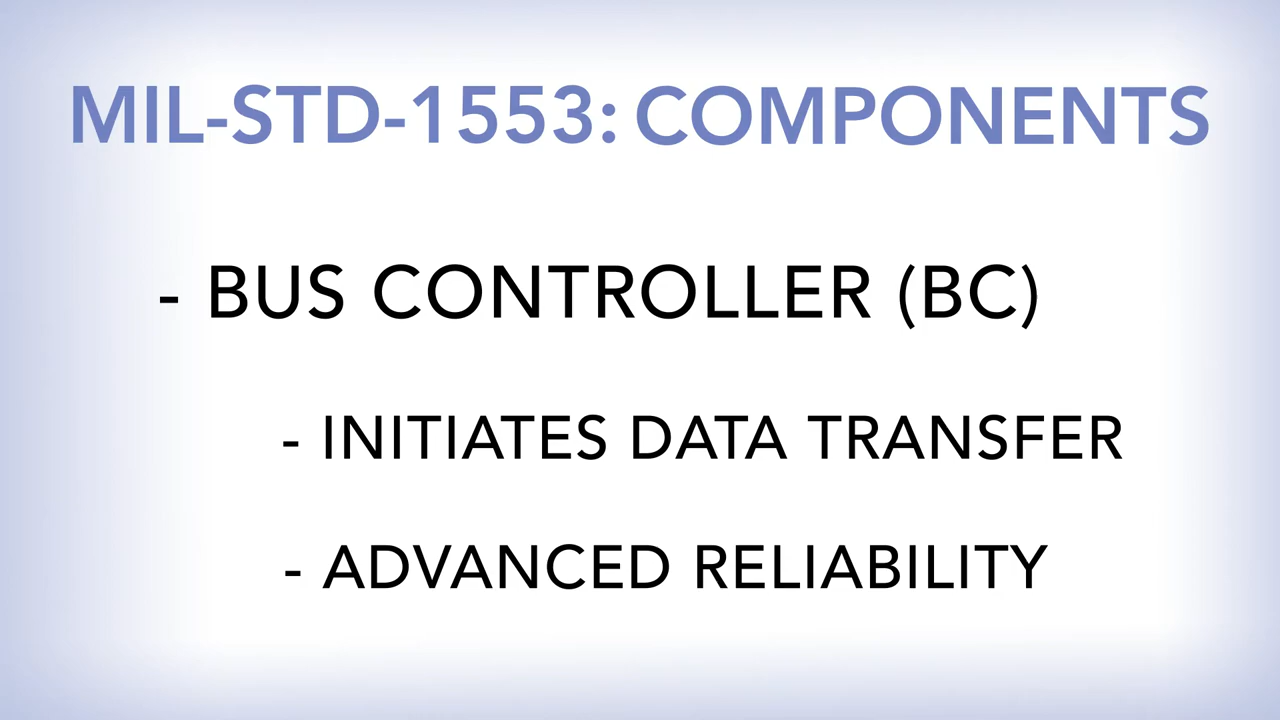 MIL-STD-1553: COMPONENTS
- BUS CONTROLLER (BC)
- INITIATES DATA TRANSFER
- ADVANCED RELIABILITY